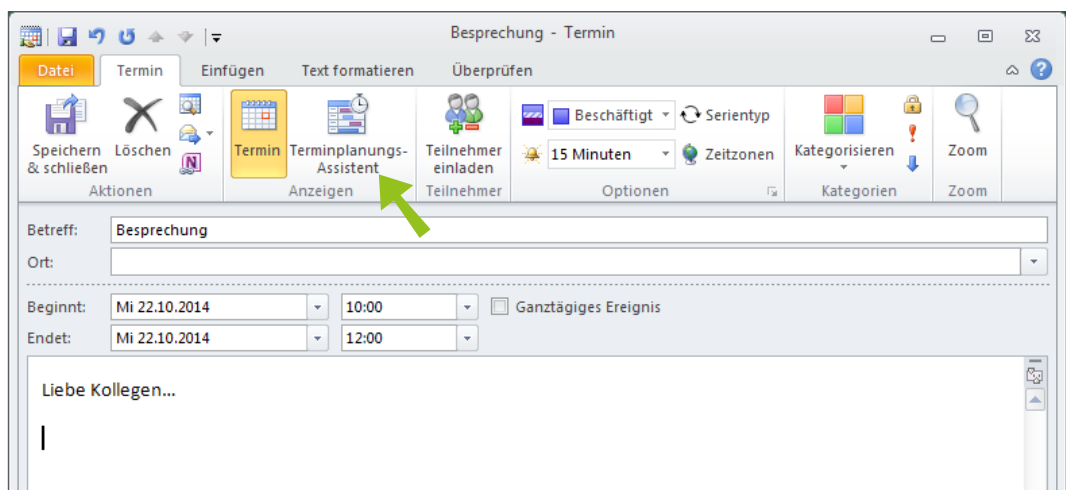 Besprechung - Termin
Datei Termin Einfügen Text formatieren Überprüfen
Speichern & schließen
Löschen
Aktionen
Termin
Terminplanungs-Assistent
Anzeigen
Teilnehmer einladen
Teilnehmer
Beschäftigt
Serientyp
15 Minuten
Zeitzonen
Optionen
Kategorisieren
Kategorien
Zoom
Zoom
Betreff: Besprechung
Ort:
Beginnt: Mi 22.10.2014 10:00 Ganztägiges Ereignis
Endet: Mi 22.10.2014 12:00
Liebe Kollegen...